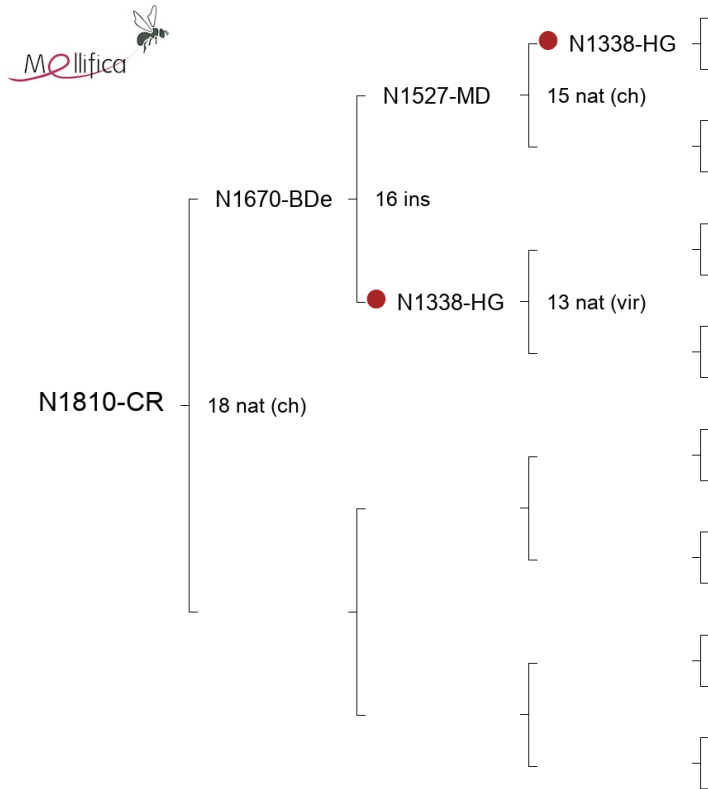 Mellifica
N1338-HG
N1527-MD
15 nat (ch)
N1670-BDe
16 ins
N1338-HG
13 nat (vir)
N1810-CR
18 nat (ch)